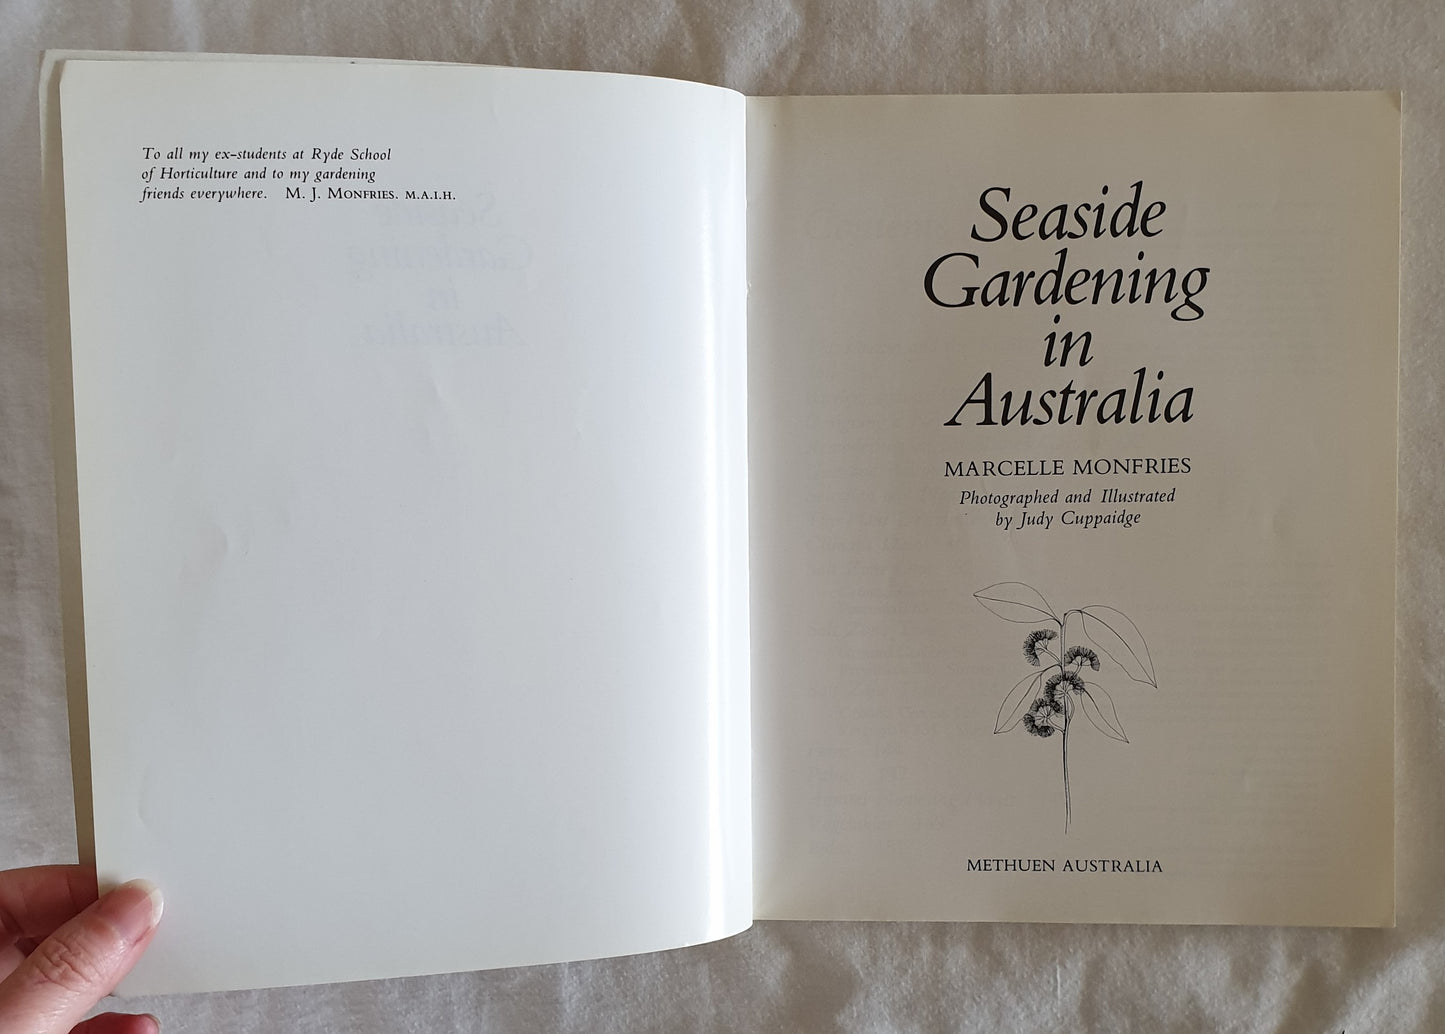 To all my ex-students at Ryde School
of Horticulture and to my gardening
friends everywhere. M. J. MONFRIES. M.A.I.H.
Seaside
Gardening
in
Australia
MARCELLE MONFRIES
Photographed and Illustrated
by Judy Cuppaidge
METHUEN AUSTRALIA